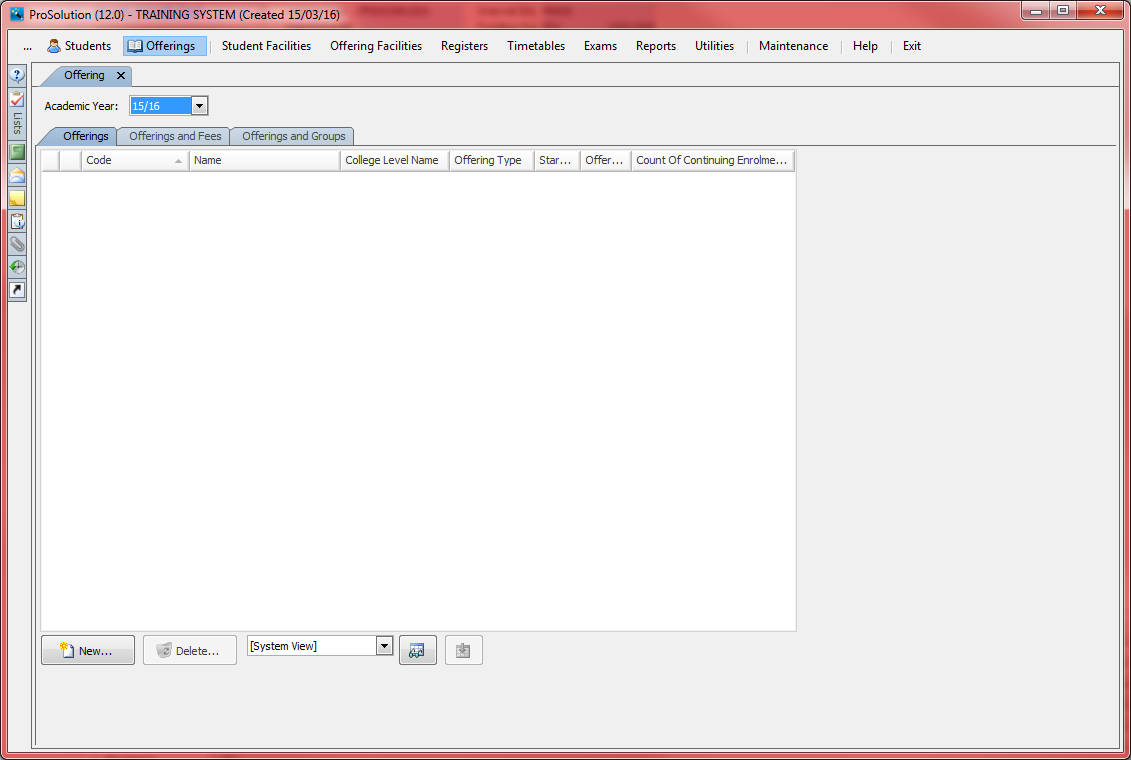 ProSolution (12.0) - TRAINING SYSTEM (Created 15/03/16)
... Students Offerings Student Facilities Offering Facilities Registers Timetables Exams Reports Utilities Maintenance Help Exit
Offering
Academic Year: 15/16
Lists
Offerings Offerings and Fees Offerings and Groups
Code Name College Level Name Offering Type Star... Offer... Count Of Continuing Enrolme...
New... Delete... [System View]